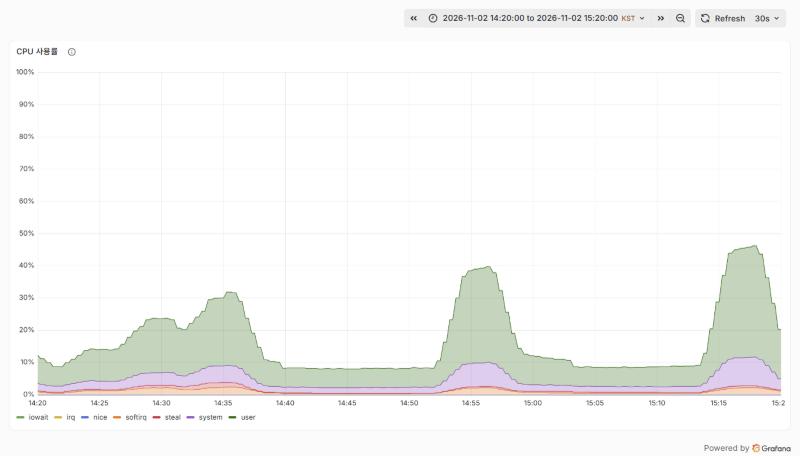 2026-11-02 14:20:00 to 2026-11-02 15:20:00 KST
Refresh 30s
CPU 사용률
100%
90%
80%
70%
60%
50%
40%
30%
20%
10%
0%
14:20 14:25 14:30 14:35 14:40 14:45 14:50 14:55 15:00 15:05 15:10 15:15 15:2
iowait irq nice softirq steal system user
Powered by Grafana